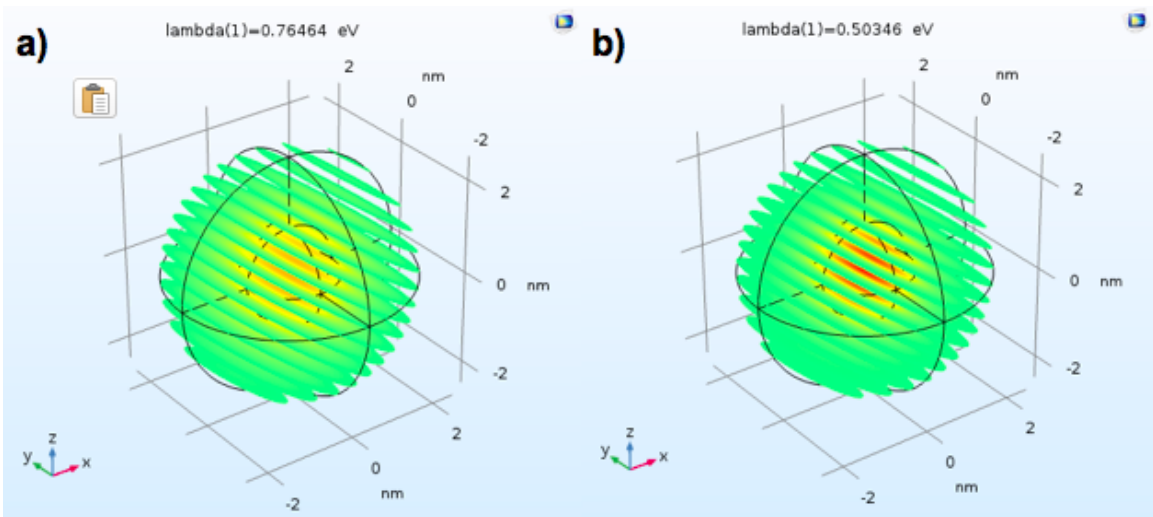 a)
lambda(1)=0.76464 eV
2
nm
0
-2
2
0 nm
-2
2
0
nm
-2
z
y
x
b)
lambda(1)=0.50346 eV
2
nm
0
-2
2
0 nm
-2
2
0
nm
-2
z
y
x